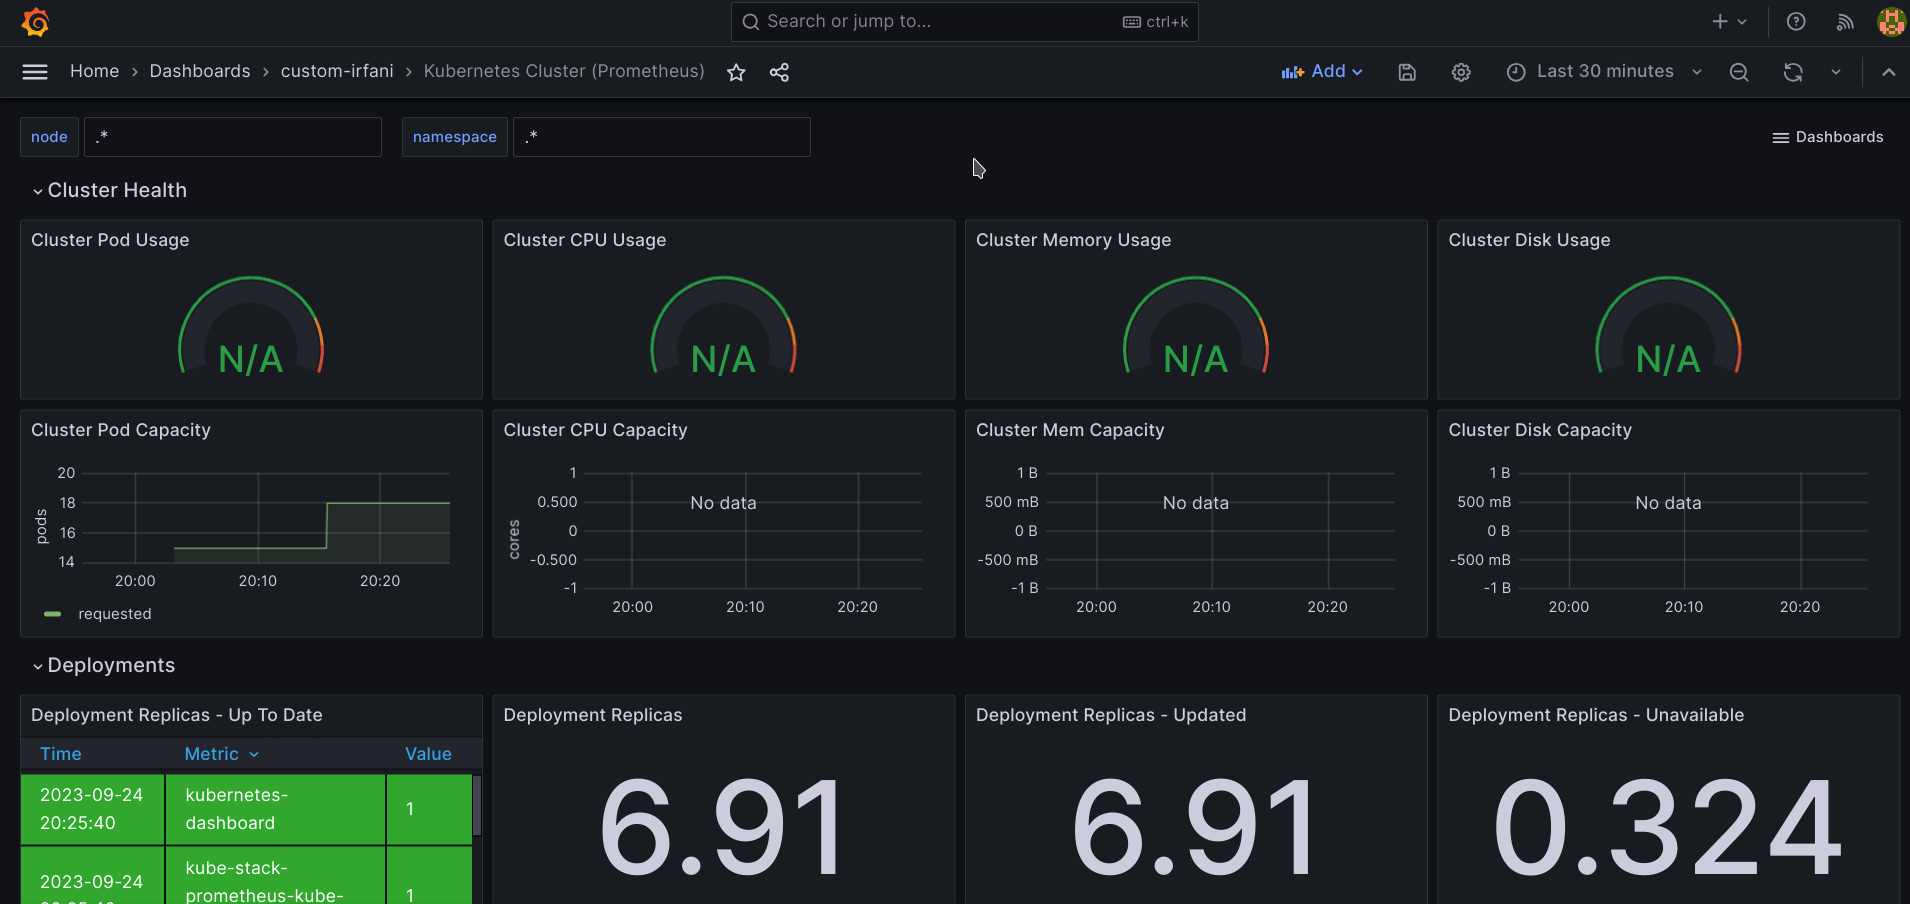 Search or jump to... ctrl+k
Home › Dashboards › custom-irfani › Kubernetes Cluster (Prometheus)
Add
Last 30 minutes
node .*
namespace .*
Dashboards
Cluster Health
Cluster Pod Usage
N/A
Cluster CPU Usage
N/A
Cluster Memory Usage
N/A
Cluster Disk Usage
N/A
Cluster Pod Capacity
pods
20
18
16
14
20:00 20:10 20:20
requested
Cluster CPU Capacity
cores
1
0.500
0
-0.500
-1
No data
20:00 20:10 20:20
Cluster Mem Capacity
1 B
500 mB
0 B
-500 mB
-1 B
No data
20:00 20:10 20:20
Cluster Disk Capacity
1 B
500 mB
0 B
-500 mB
-1 B
No data
20:00 20:10 20:20
Deployments
Deployment Replicas - Up To Date
Time Metric Value
2023-09-24
20:25:40
kubernetes-
dashboard
1
2023-09-24
kube-stack-
prometheus-kube-
1
Deployment Replicas
6.91
Deployment Replicas - Updated
6.91
Deployment Replicas - Unavailable
0.324